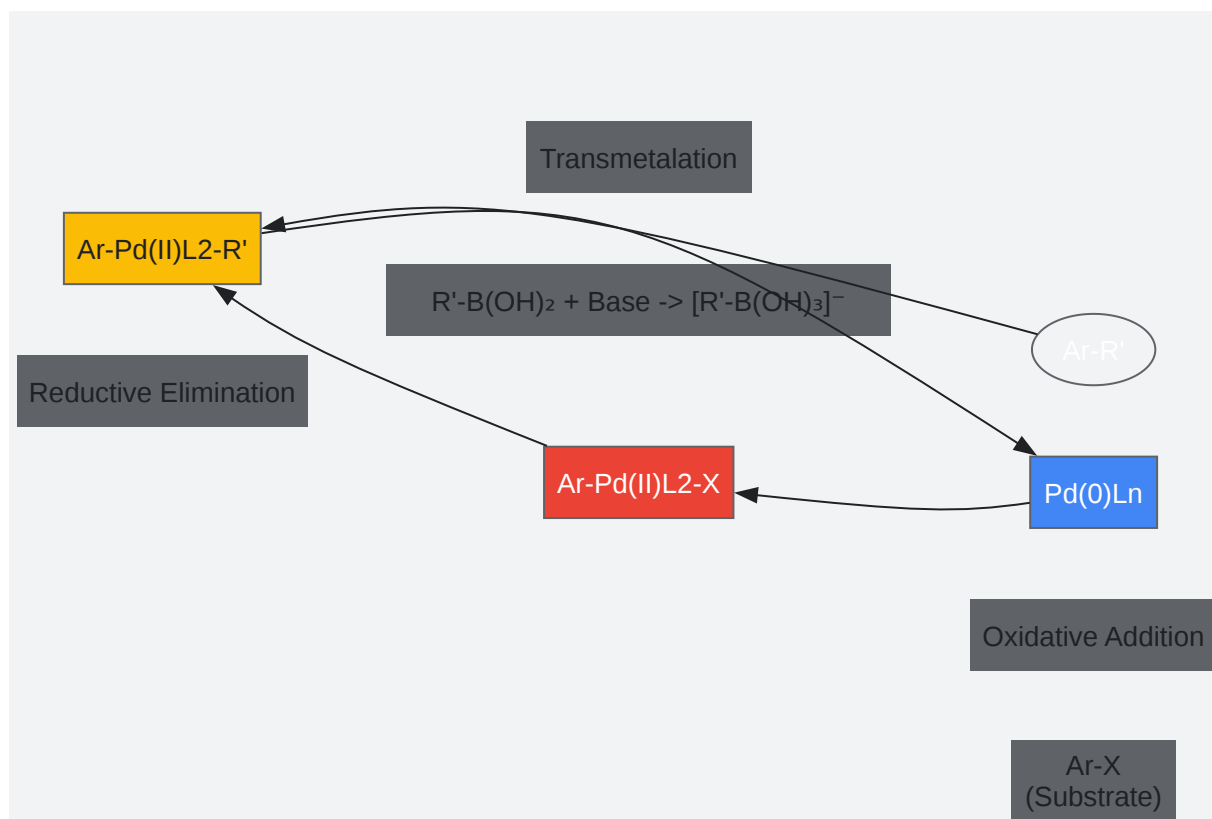 Transmetalation
Ar-Pd(II)L2-R'
R'-B(OH)₂ + Base -> [R'-B(OH)₃]⁻
Ar-R'
Reductive Elimination
Ar-Pd(II)L2-X
Pd(0)Ln
Oxidative Addition
Ar-X
(Substrate)